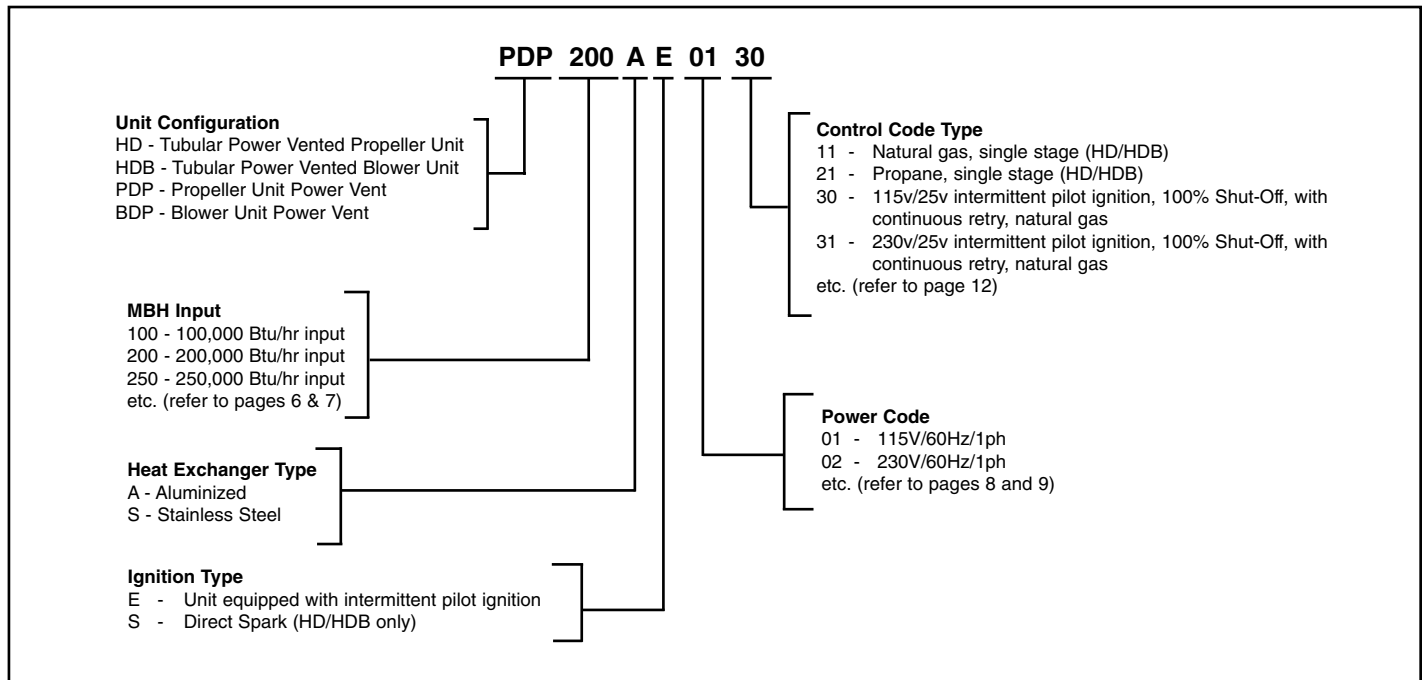 PDP 200 A E 01 30
Unit Configuration
HD - Tubular Power Vented Propeller Unit
HDB - Tubular Power Vented Blower Unit
PDP - Propeller Unit Power Vent
BDP - Blower Unit Power Vent
MBH Input
100 - 100,000 Btu/hr input
200 - 200,000 Btu/hr input
250 - 250,000 Btu/hr input
etc. (refer to pages 6 & 7)
Heat Exchanger Type
A - Aluminized
S - Stainless Steel
Ignition Type
E - Unit equipped with intermittent pilot ignition
S - Direct Spark (HD/HDB only)
Control Code Type
11 - Natural gas, single stage (HD/HDB)
21 - Propane, single stage (HD/HDB)
30 - 115v/25v intermittent pilot ignition, 100% Shut-Off, with
continuous retry, natural gas
31 - 230v/25v intermittent pilot ignition, 100% Shut-Off, with
continuous retry, natural gas
etc. (refer to page 12)
Power Code
01 - 115V/60Hz/1ph
02 - 230V/60Hz/1ph
etc. (refer to pages 8 and 9)